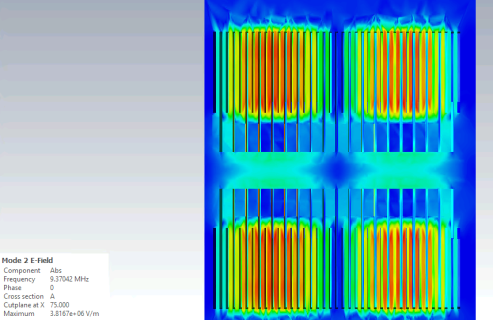 Mode 2 E-Field
Component Abs
Frequency 9.37042 MHz
Phase 0
Cross section A
Cutplane at X 75.000
Maximum 3.8167e+06 V/m